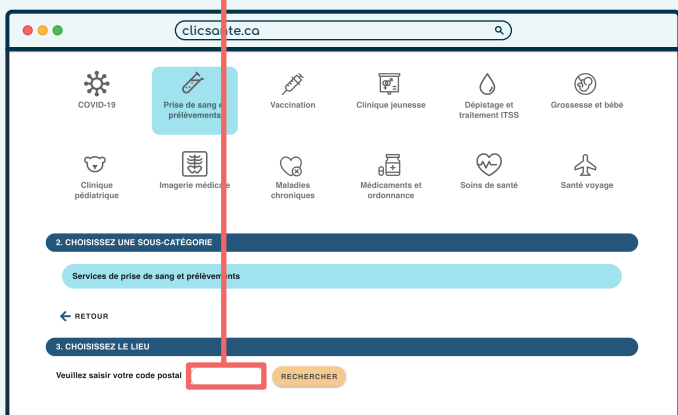 clicsante.ca
COVID-19
Prise de sang et
prélèvements
Vaccination
Clinique jeunesse
Dépistage et
traitement ITSS
Grossesse et bébé
Clinique
pédiatrique
Imagerie médicale
Maladies
chroniques
Médicaments et
ordonnance
Soins de santé
Santé voyage
2. CHOISISSEZ UNE SOUS-CATÉGORIE
Services de prise de sang et prélèvements
RETOUR
3. CHOISISSEZ LE LIEU
Veuillez saisir votre code postal
RECHERCHER